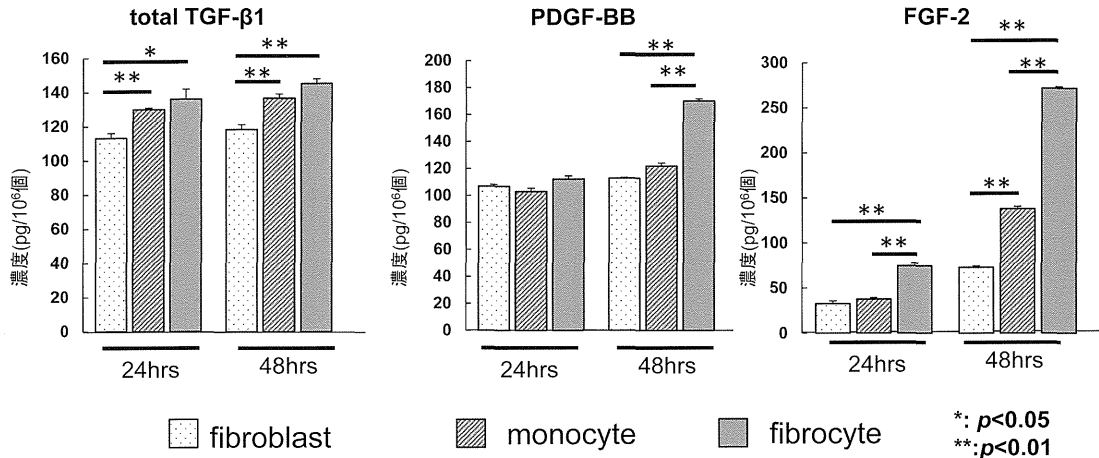 total TGF-β1
PDGF-BB
FGF-2
濃度(pg/10⁶個)
160
140
120
100
80
60
40
20
0
*
**
**
**
24hrs
48hrs
濃度(pg/10⁶個)
200
180
160
140
120
100
80
60
40
20
0
**
**
24hrs
48hrs
濃度(pg/10⁶個)
300
250
200
150
100
50
0
**
**
**
**
**
24hrs
48hrs
fibroblast
monocyte
fibrocyte
*: p<0.05
**:p<0.01